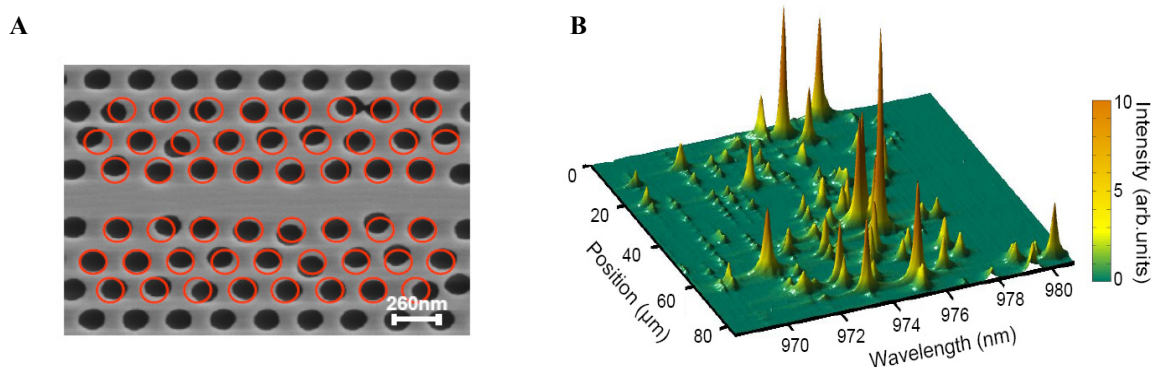 A
260nm
B
10
5
0
Intensity (arb.units)
0
20
40
60
80
Position (μm)
970
972
974
976
978
980
Wavelength (nm)